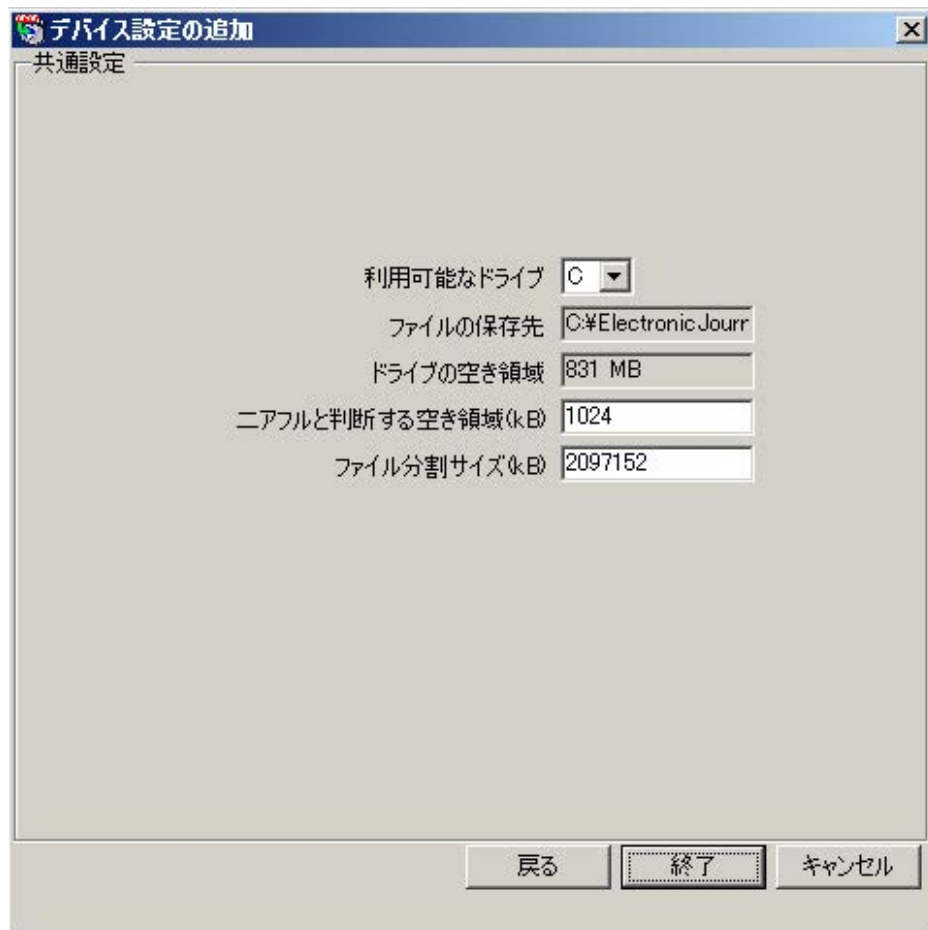 デバイス設定の追加
共通設定
利用可能なドライブ C
ファイルの保存先 C:¥ElectronicJourr
ドライブの空き領域 831 MB
ニアフルと判断する空き領域(kB) 1024
ファイル分割サイズ(kB) 2097152
戻る 終了 キャンセル